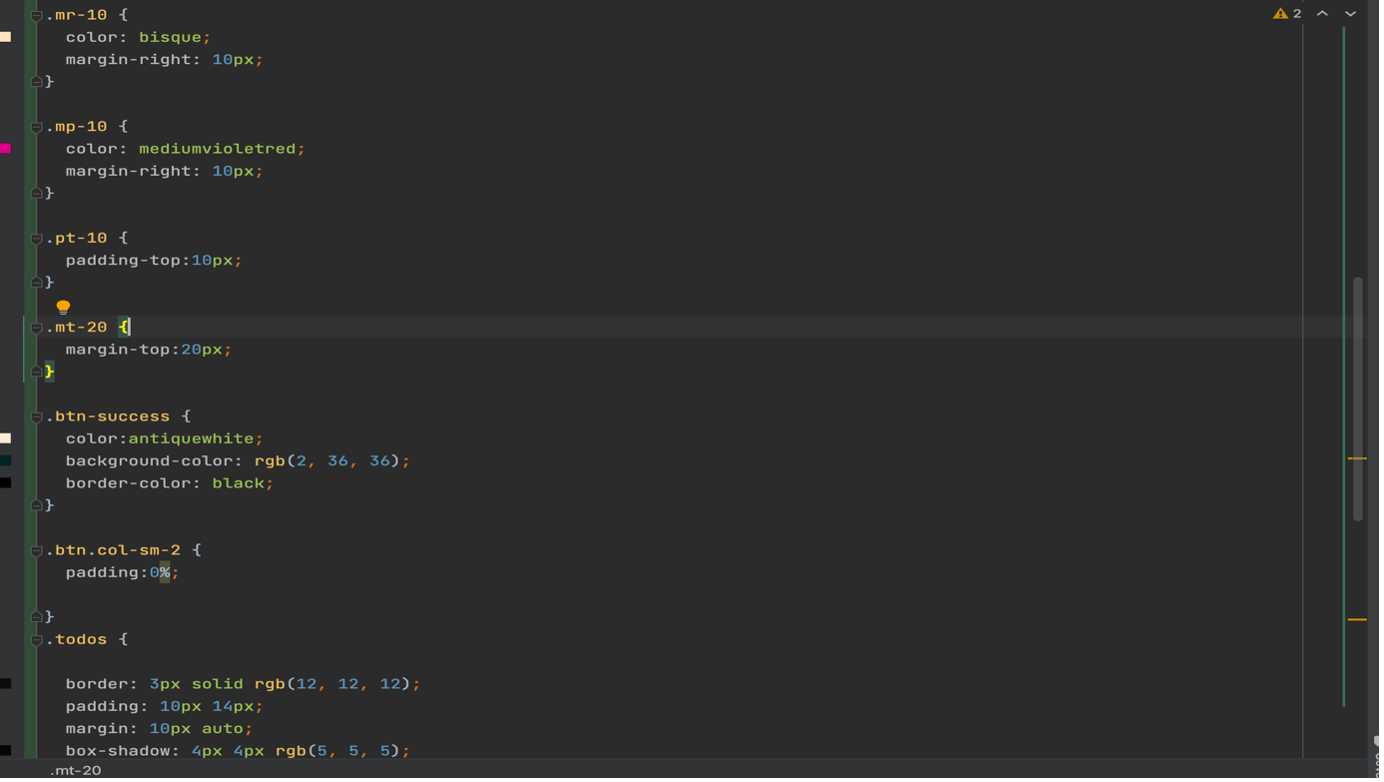 .mr-10 {
color: bisque;
margin-right: 10px;
}
.mp-10 {
color: mediumvioletred;
margin-right: 10px;
}
.pt-10 {
padding-top:10px;
}
.mt-20 {
margin-top:20px;
}
.btn-success {
color:antiquewhite;
background-color: rgb(2, 36, 36);
border-color: black;
}
.btn.col-sm-2 {
padding:0%;
}
.todos {
border: 3px solid rgb(12, 12, 12);
padding: 10px 14px;
margin: 10px auto;
box-shadow: 4px 4px rgb(5, 5, 5);
.mt-20
2